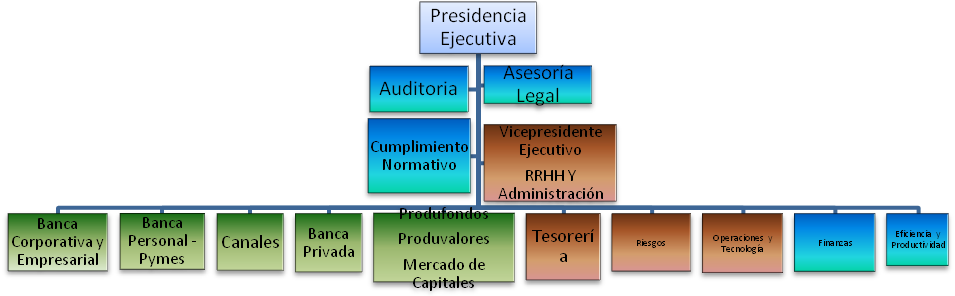 Presidencia
Ejecutiva
Auditoria
Asesoría
Legal
Cumplimiento
Normativo
Vicepresidente
Ejecutivo
RRHH Y
Administración
Banca
Corporativa y
Empresarial
Banca
Personal -
Pymes
Canales
Banca
Privada
Produfondos
Produvalores
Mercado de
Capitales
Tesorerí
a
Riesgos
Operaciones y
Tecnología
Finanzas
Eficiencia y
Productividad